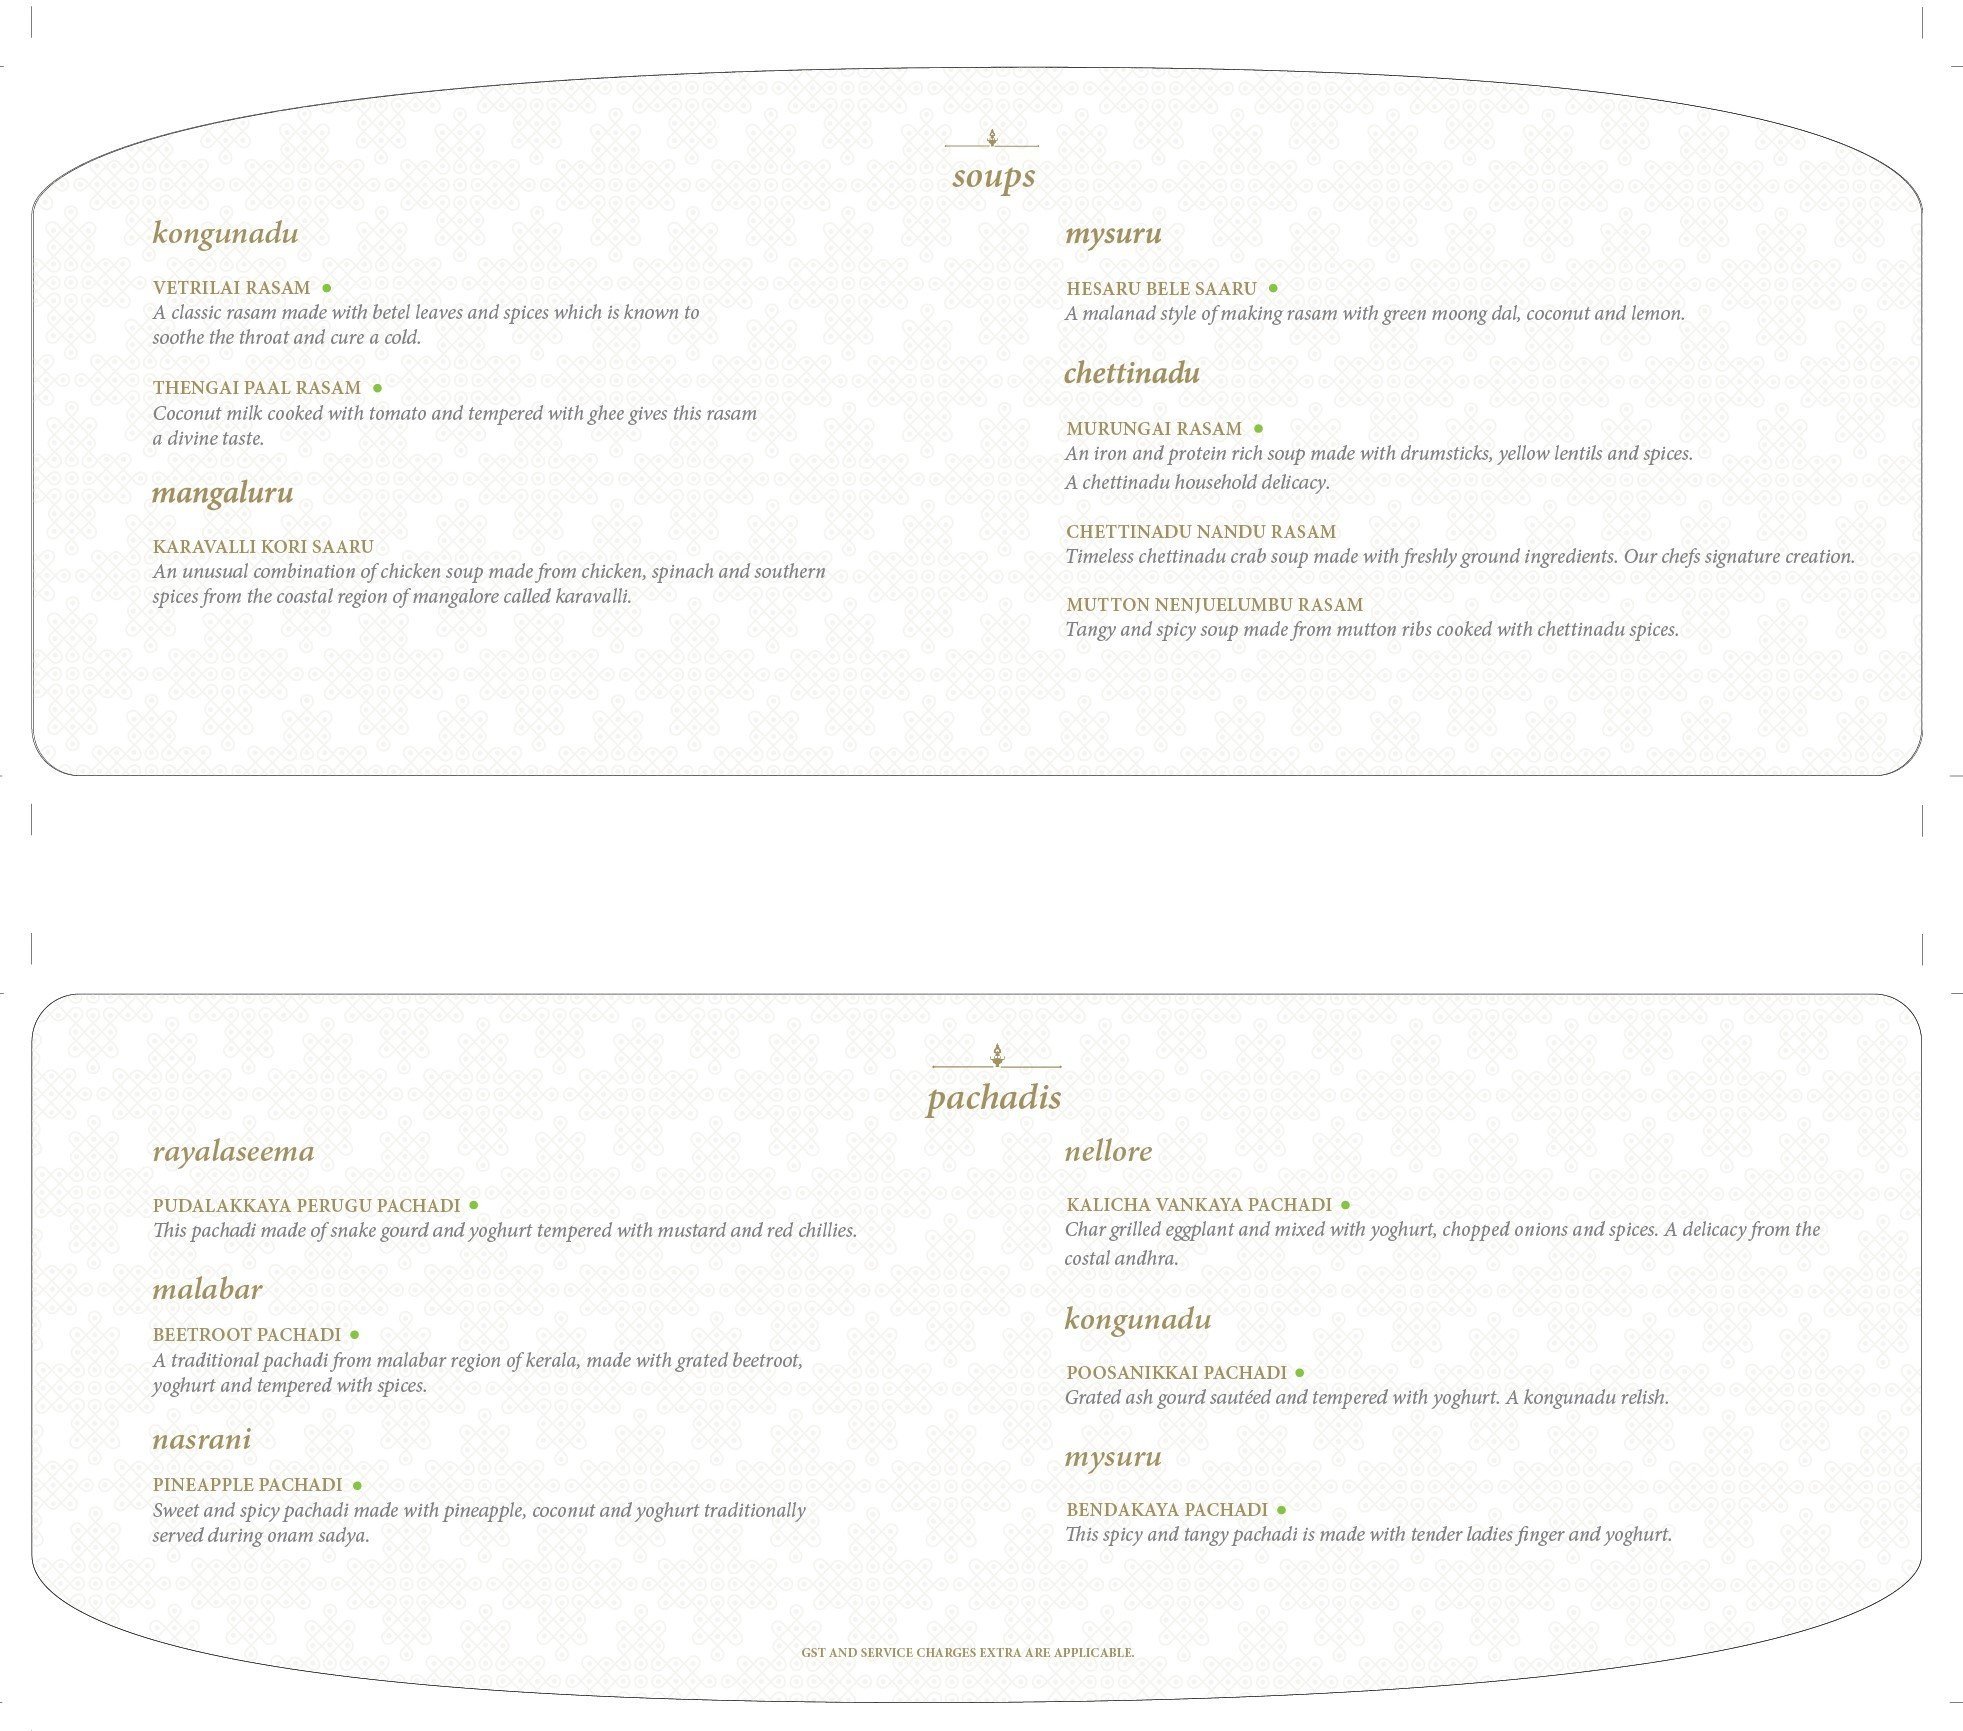 soups
kongunadu
VETRILAI RASAM
A classic rasam made with betel leaves and spices which is known to
soothe the throat and cure a cold.
THENGAI PAAL RASAM
Coconut milk cooked with tomato and tempered with ghee gives this rasam
a divine taste.
mangaluru
KARAVALLI KORI SAARU
An unusual combination of chicken soup made from chicken, spinach and southern
spices from the coastal region of mangalore called karavalli.
mysuru
HESARU BELE SAARU
A malanad style of making rasam with green moong dal, coconut and lemon.
chettinadu
MURUNGAI RASAM
An iron and protein rich soup made with drumsticks, yellow lentils and spices.
A chettinadu household delicacy.
CHETTINADU NANDU RASAM
Timeless chettinadu crab soup made with freshly ground ingredients. Our chefs signature creation.
MUTTON NENJUELUMBU RASAM
Tangy and spicy soup made from mutton ribs cooked with chettinadu spices.
pachadis
rayalaseema
PUDALAKKAYA PERUGU PACHADI
This pachadi made of snake gourd and yoghurt tempered with mustard and red chillies.
malabar
BEETROOT PACHADI
A traditional pachadi from malabar region of kerala, made with grated beetroot,
yoghurt and tempered with spices.
nasrani
PINEAPPLE PACHADI
Sweet and spicy pachadi made with pineapple, coconut and yoghurt traditionally
served during onam sadya.
nellore
KALICHA VANKAYA PACHADI
Char grilled eggplant and mixed with yoghurt, chopped onions and spices. A delicacy from the
costal andhra.
kongunadu
POOSANIKKAI PACHADI
Grated ash gourd sautéed and tempered with yoghurt. A kongunadu relish.
mysuru
BENDAKAYA PACHADI
This spicy and tangy pachadi is made with tender ladies finger and yoghurt.
GST AND SERVICE CHARGES EXTRA ARE APPLICABLE.